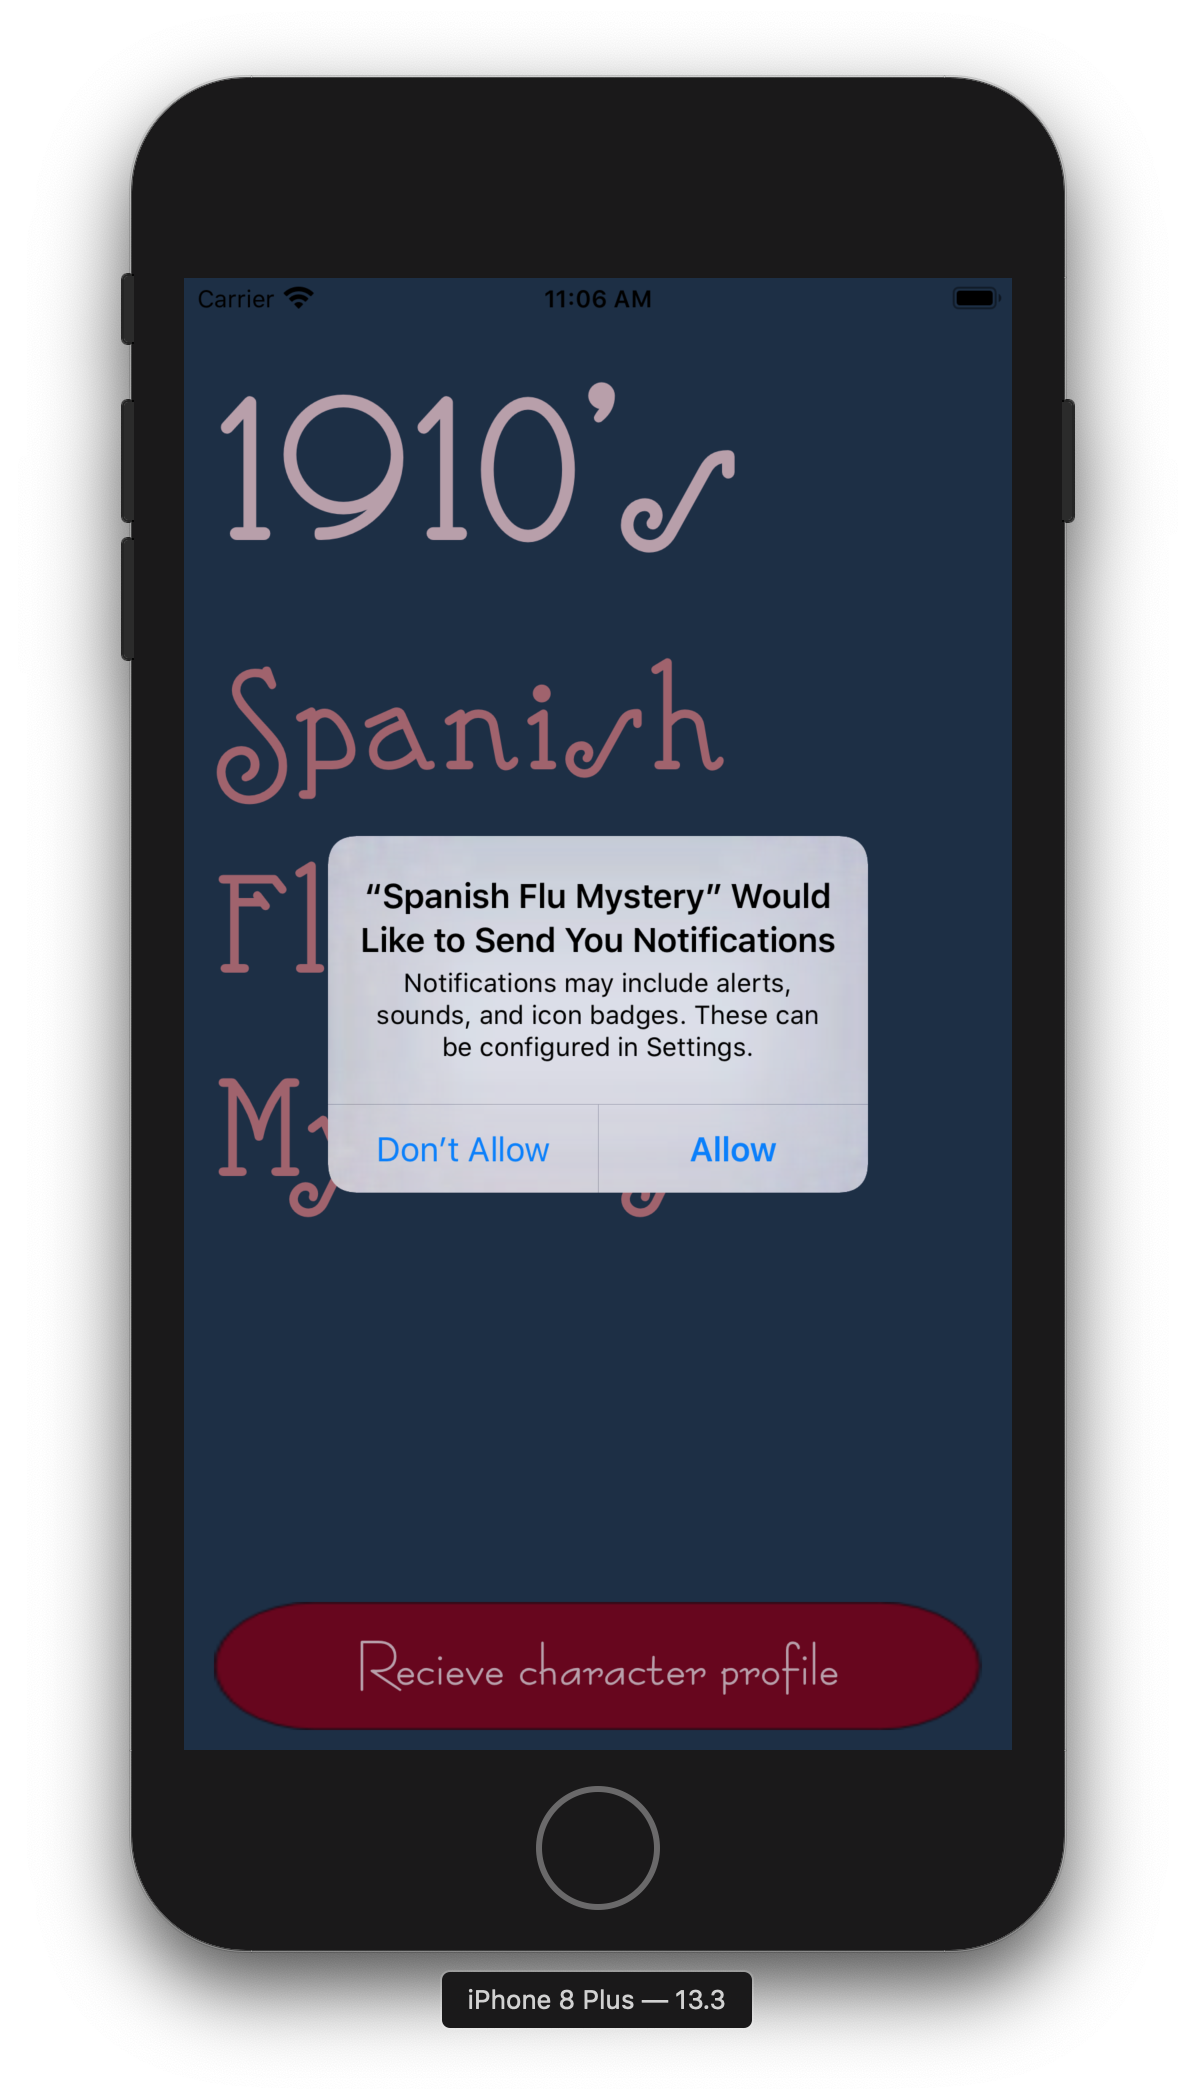 Carrier 11:06 AM
1910's
Spanish
Fl
“Spanish Flu Mystery” Would
Like to Send You Notifications
Notifications may include alerts,
sounds, and icon badges. These can
be configured in Settings.
My
Don’t Allow Allow
Recieve character profile
iPhone 8 Plus — 13.3